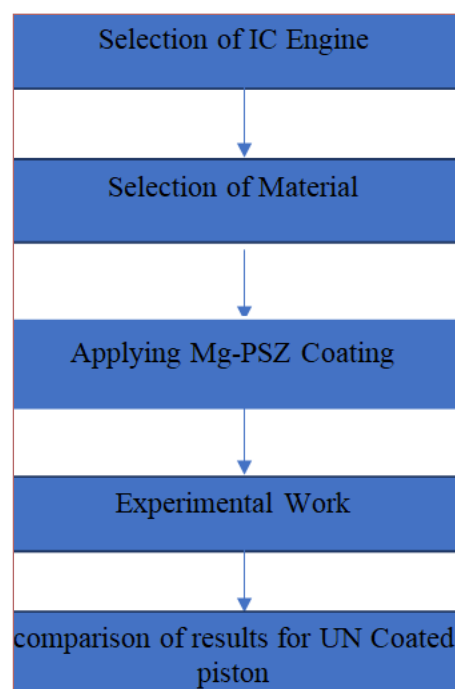 Selection of IC Engine
Selection of Material
Applying Mg-PSZ Coating
Experimental Work
comparison of results for UN Coated
piston